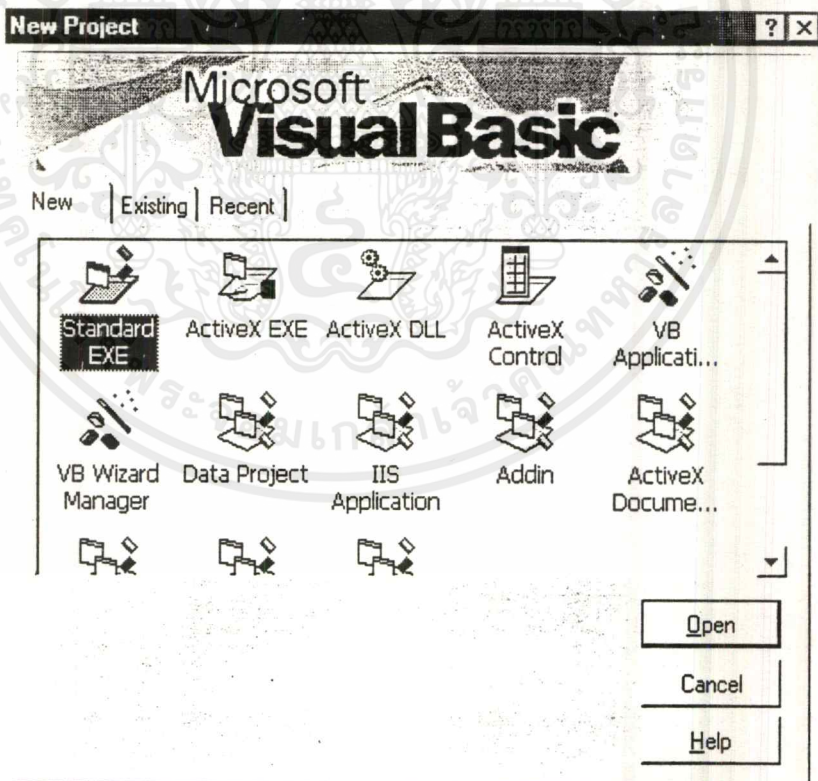 New Project
Microsoft
Visual Basic
New
Existing
Recent
Standard EXE
ActiveX EXE
ActiveX DLL
ActiveX Control
VB Applicati...
VB Wizard Manager
Data Project
IIS Application
Addin
ActiveX Docume...
Open
Cancel
Help